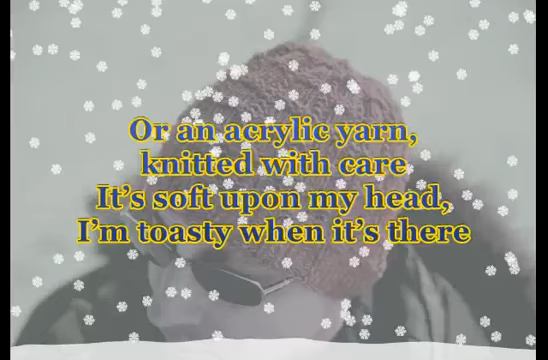 Or an acrylic yarn,
knitted with care
It's soft upon my head,
I'm toasty when it's there